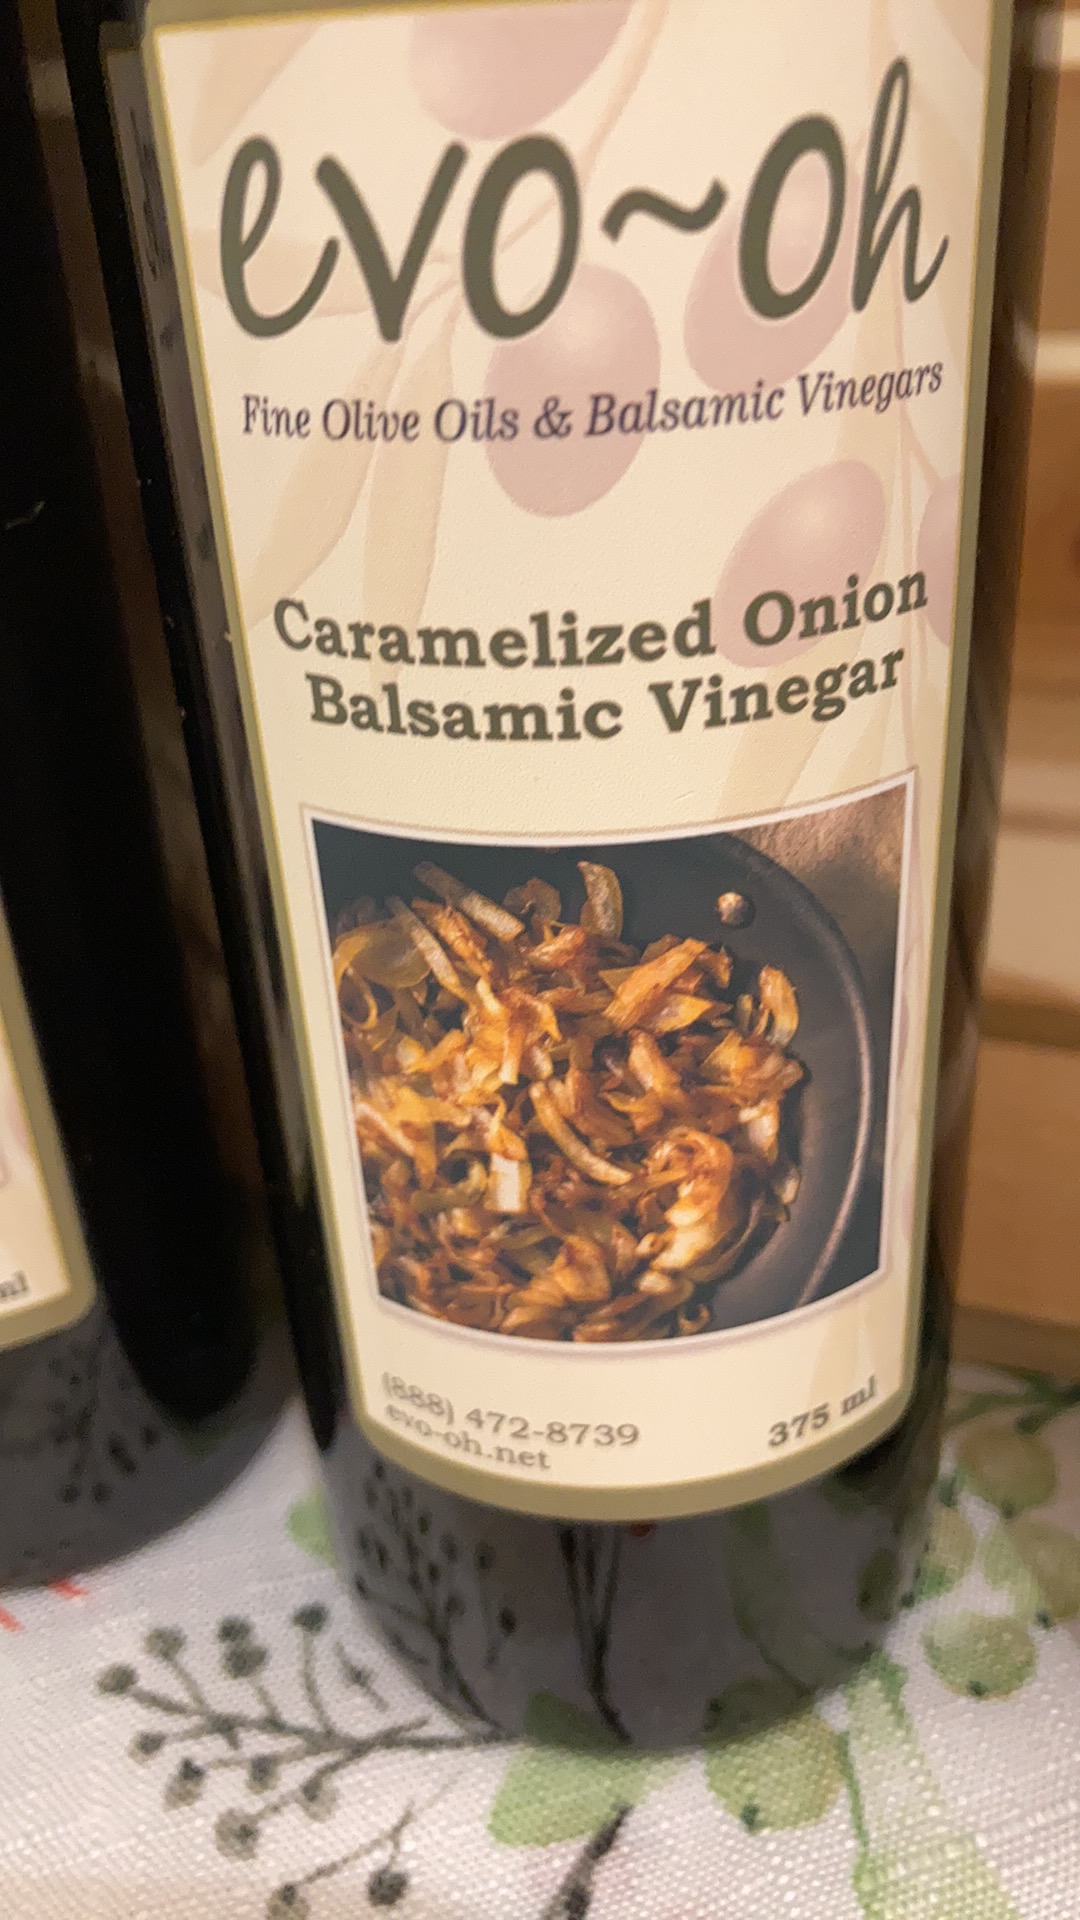 evo~oh
Fine Olive Oils & Balsamic Vinegars
Caramelized Onion
Balsamic Vinegar
(888) 472-8739
evo-oh.net
375 ml
ml